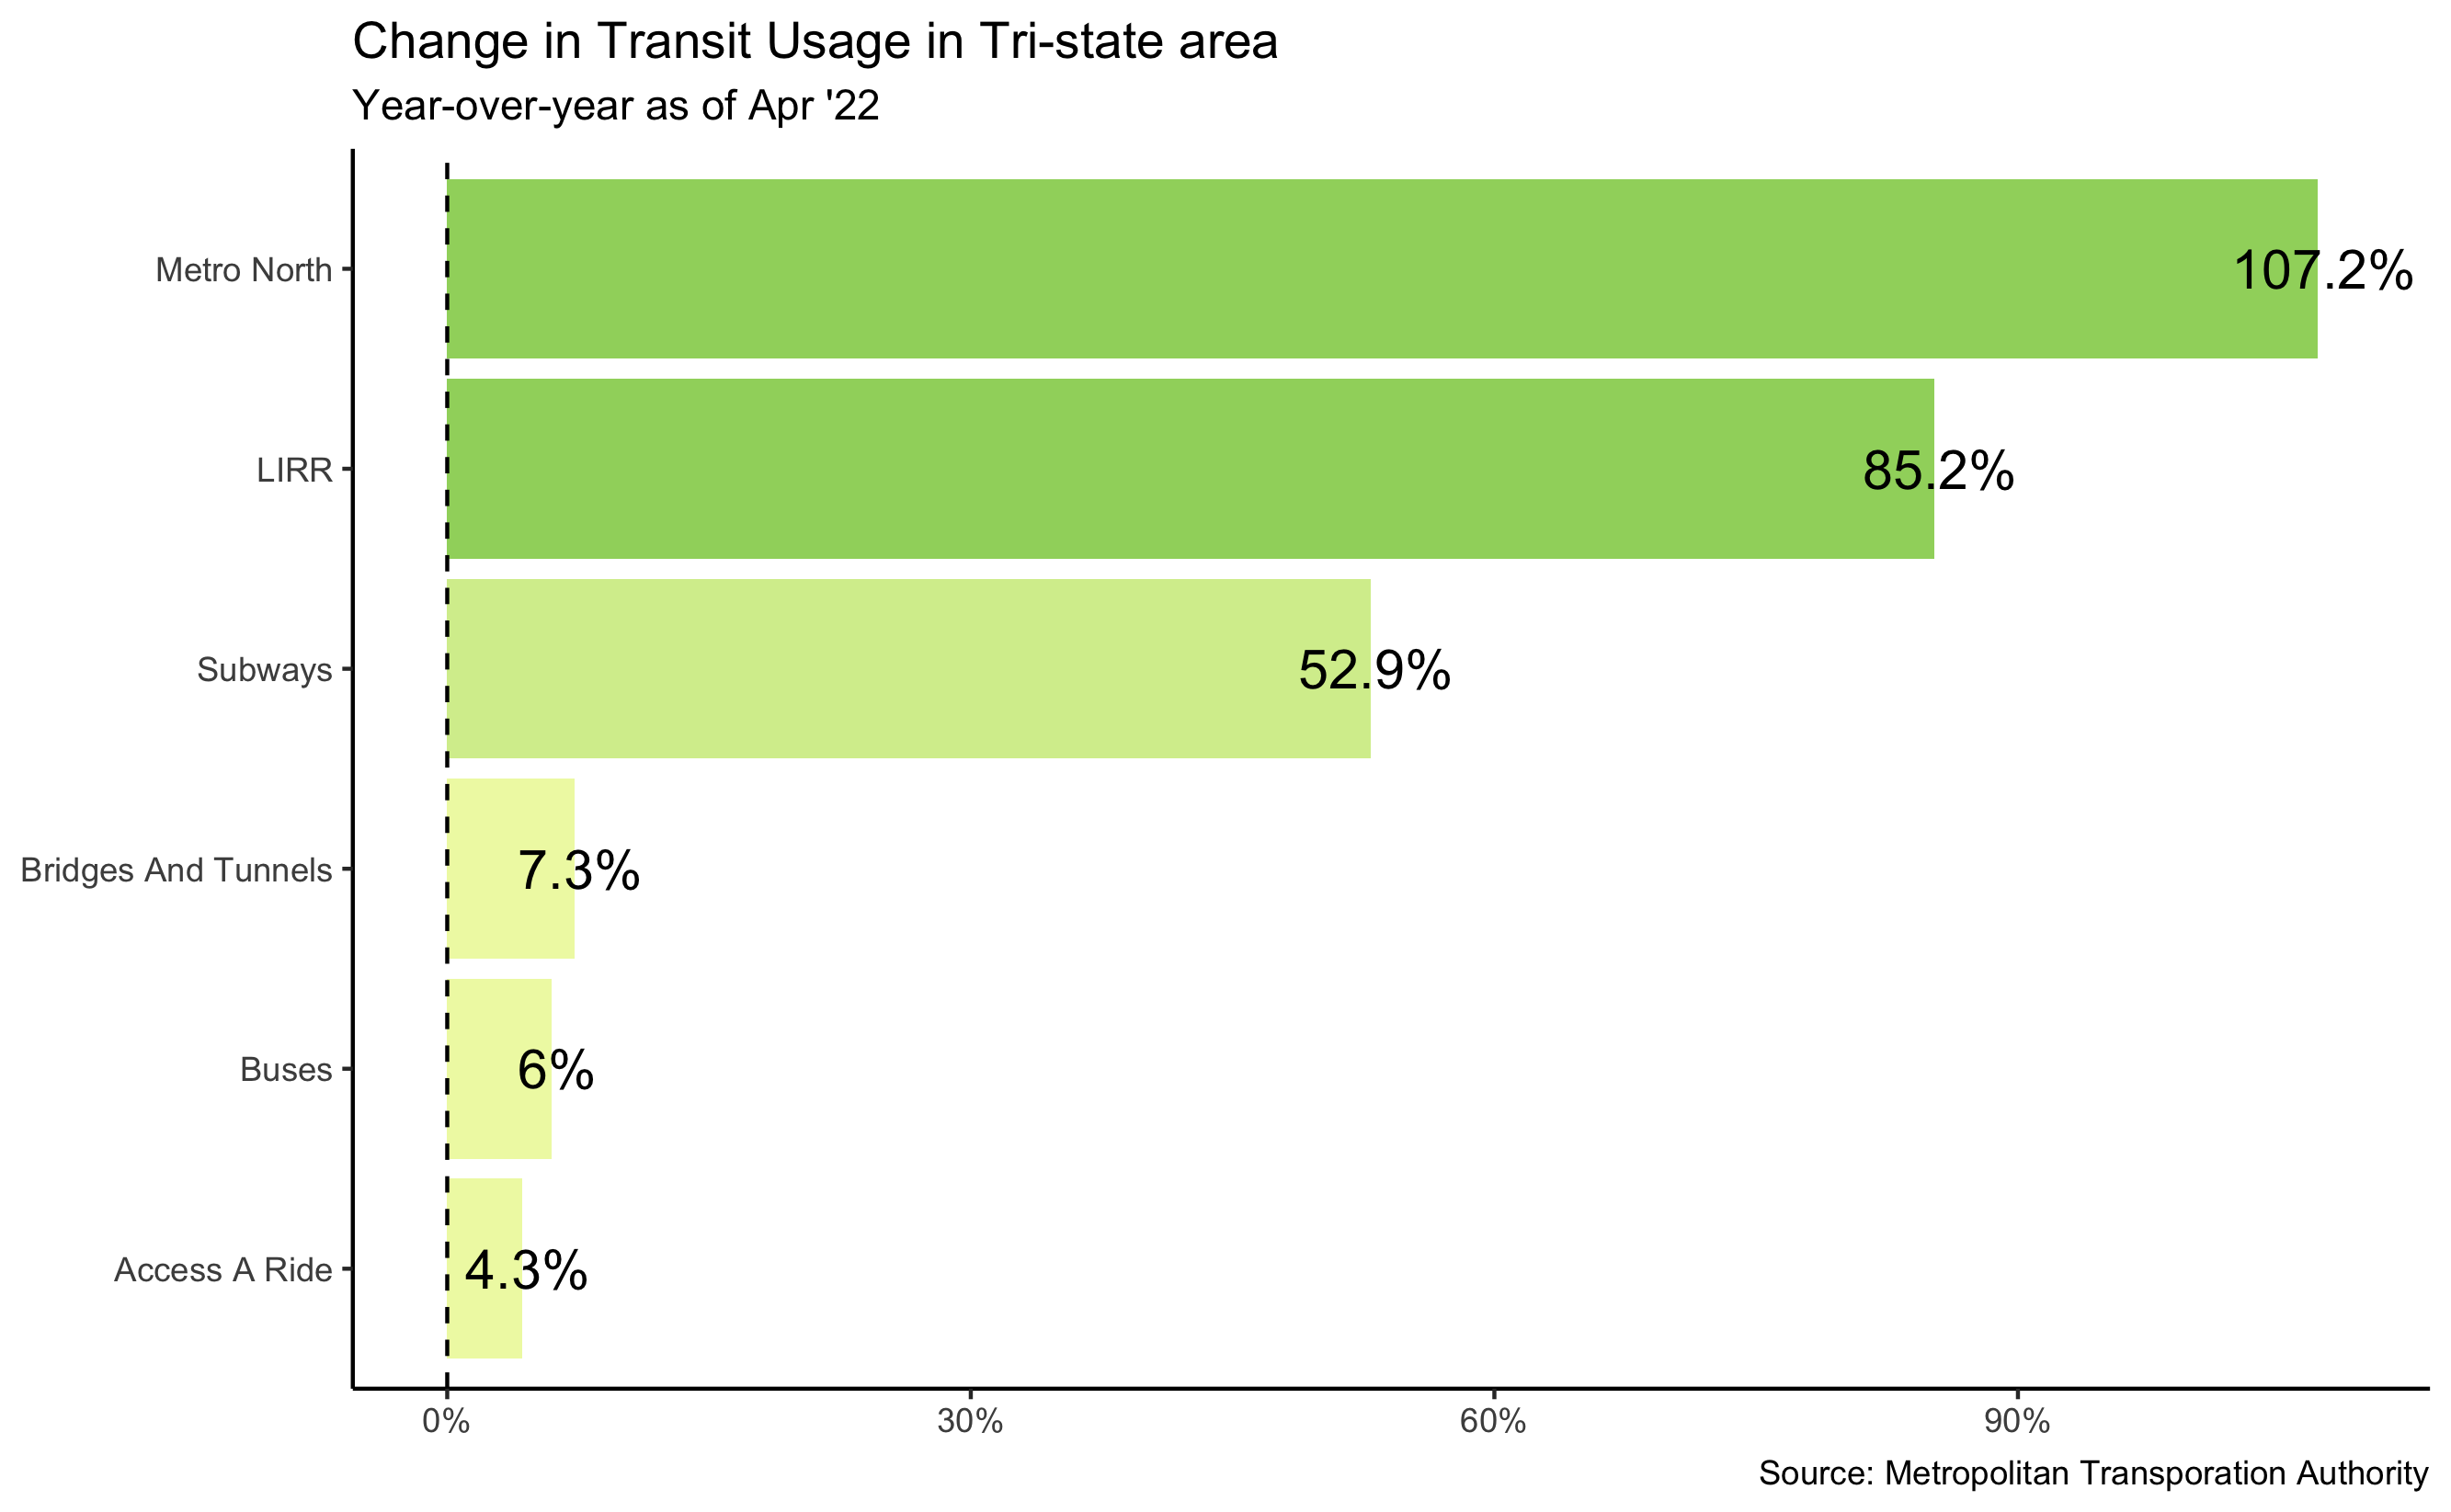 Change in Transit Usage in Tri-state area
Year-over-year as of Apr '22
Metro North
107.2%
LIRR
85.2%
Subways
52.9%
Bridges And Tunnels
7.3%
Buses
6%
Access A Ride
4.3%
0%
30%
60%
90%
Source: Metropolitan Transporation Authority